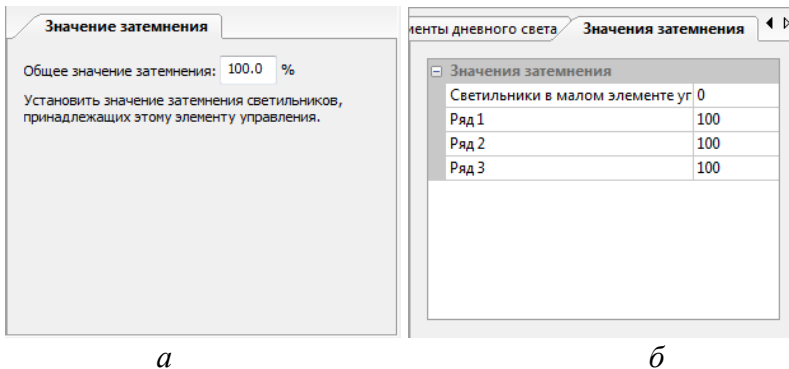 Значение затемнения
Общее значение затемнения: 100.0 %
Установить значение затемнения светильников,
принадлежащих этому элементу управления.
а
иенты дневного света Значения затемнения
Значения затемнения
Светильники в малом элементе уг 0
Ряд 1 100
Ряд 2 100
Ряд 3 100
б